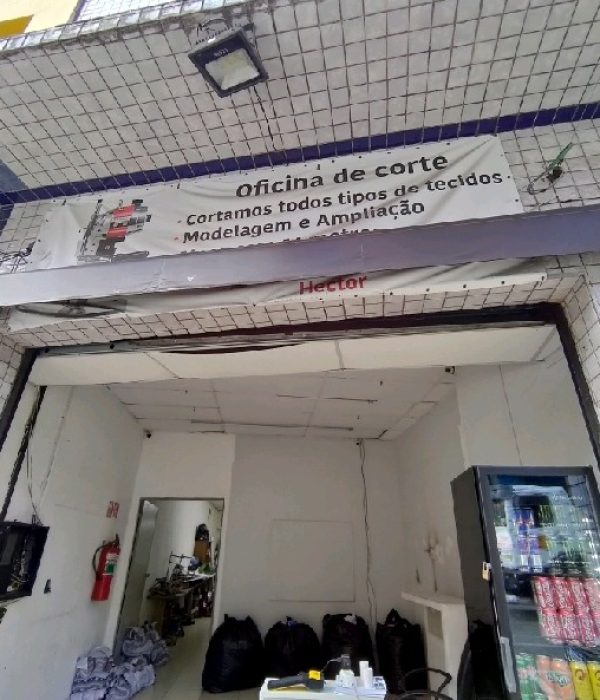 Oficina de corte
· Cortamos todos tipos de tecidos
· Modelagem e Ampliação
Hector